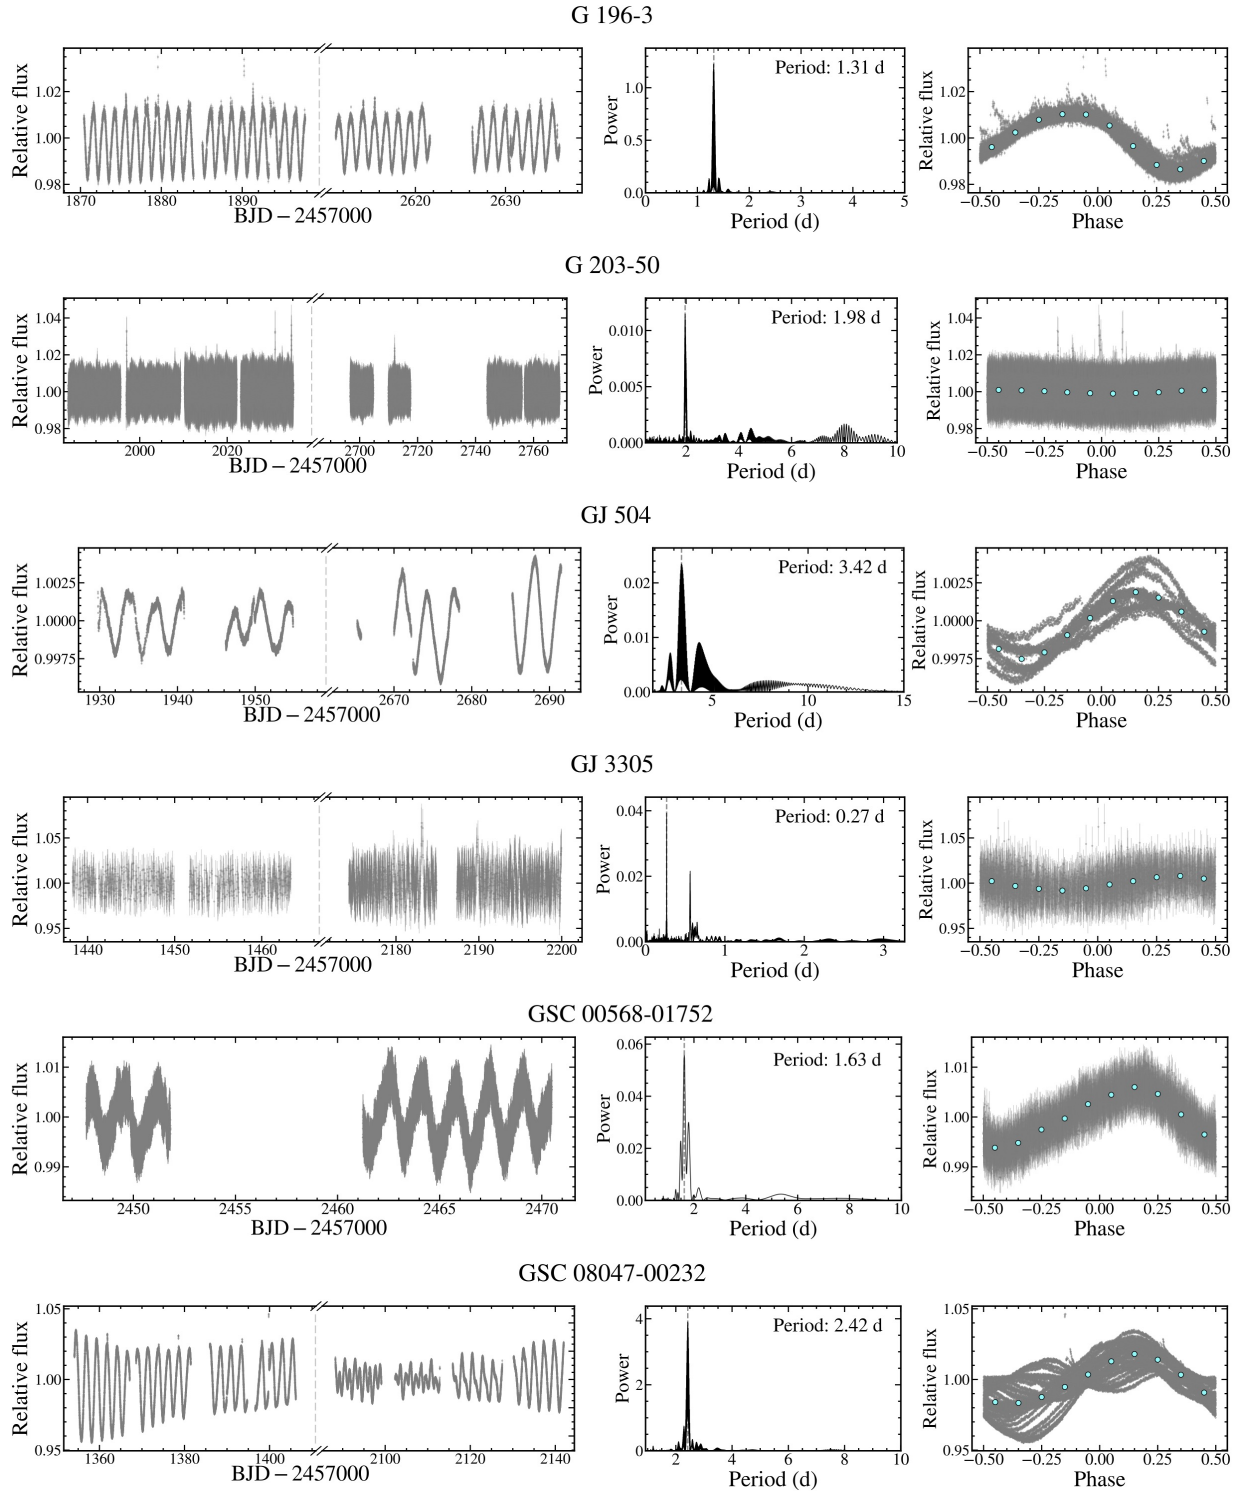 G 196-3
Relative flux
1.02
1.00
0.98
1870 1880 1890 2620 2630
BJD − 2457000
Power
1.0
0.5
0.0
Period: 1.31 d
0 1 2 3 4 5
Period (d)
Relative flux
1.02
1.00
0.98
−0.50 −0.25 0.00 0.25 0.50
Phase
G 203-50
Relative flux
1.04
1.02
1.00
0.98
2000 2020 2700 2720 2740 2760
BJD − 2457000
Power
0.010
0.005
0.000
Period: 1.98 d
2 4 6 8 10
Period (d)
Relative flux
1.04
1.02
1.00
0.98
−0.50 −0.25 0.00 0.25 0.50
Phase
GJ 504
Relative flux
1.0025
1.0000
0.9975
1930 1940 1950 2670 2680 2690
BJD − 2457000
Power
0.02
0.01
0.00
Period: 3.42 d
5 10 15
Period (d)
Relative flux
1.0025
1.0000
0.9975
−0.50 −0.25 0.00 0.25 0.50
Phase
GJ 3305
Relative flux
1.05
1.00
0.95
1440 1450 1460 2180 2190 2200
BJD − 2457000
Power
0.04
0.02
0.00
Period: 0.27 d
0 1 2 3
Period (d)
Relative flux
1.05
1.00
0.95
−0.50 −0.25 0.00 0.25 0.50
Phase
GSC 00568-01752
Relative flux
1.01
1.00
0.99
2450 2455 2460 2465 2470
BJD − 2457000
Power
0.06
0.04
0.02
0.00
Period: 1.63 d
2 4 6 8 10
Period (d)
Relative flux
1.01
1.00
0.99
−0.50 −0.25 0.00 0.25 0.50
Phase
GSC 08047-00232
Relative flux
1.05
1.00
0.95
1360 1380 1400 2100 2120 2140
BJD − 2457000
Power
4
2
0
Period: 2.42 d
2 4 6 8 10
Period (d)
Relative flux
1.05
1.00
0.95
−0.50 −0.25 0.00 0.25 0.50
Phase